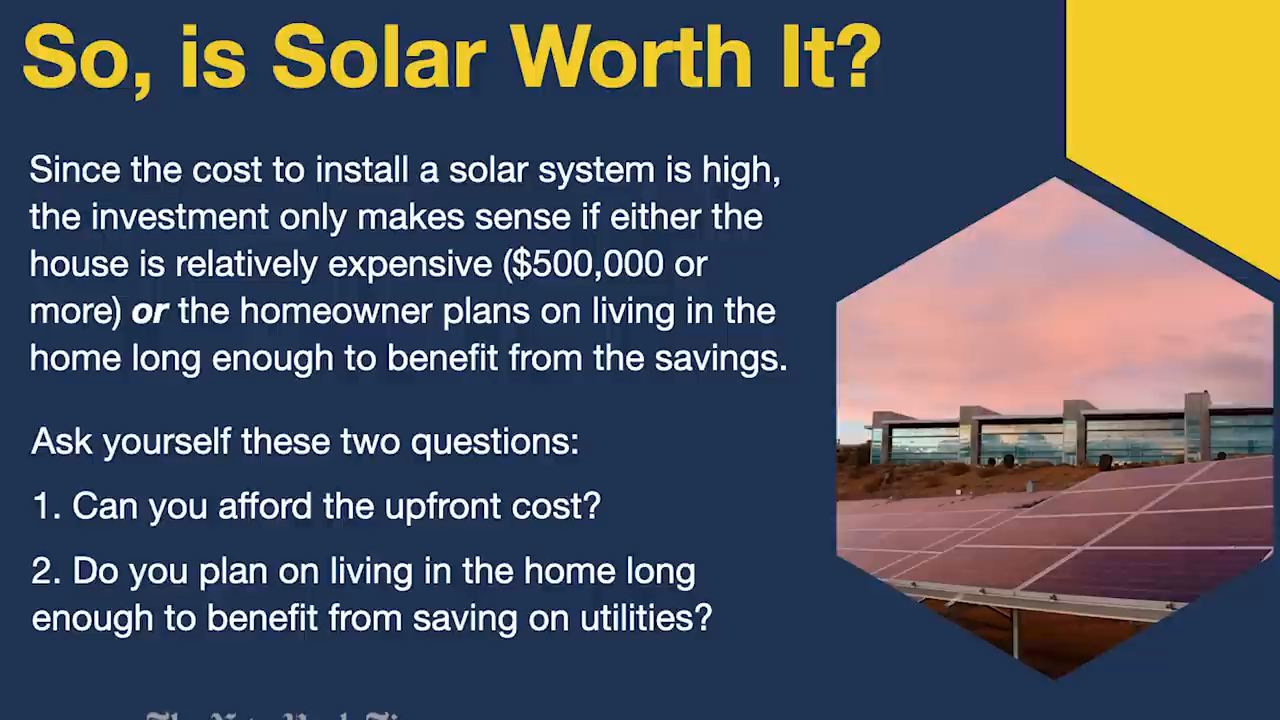 So, is Solar Worth It?
Since the cost to install a solar system is high,
the investment only makes sense if either the
house is relatively expensive ($500,000 or
more) or the homeowner plans on living in the
home long enough to benefit from the savings.
Ask yourself these two questions:
1. Can you afford the upfront cost?
2. Do you plan on living in the home long
enough to benefit from saving on utilities?